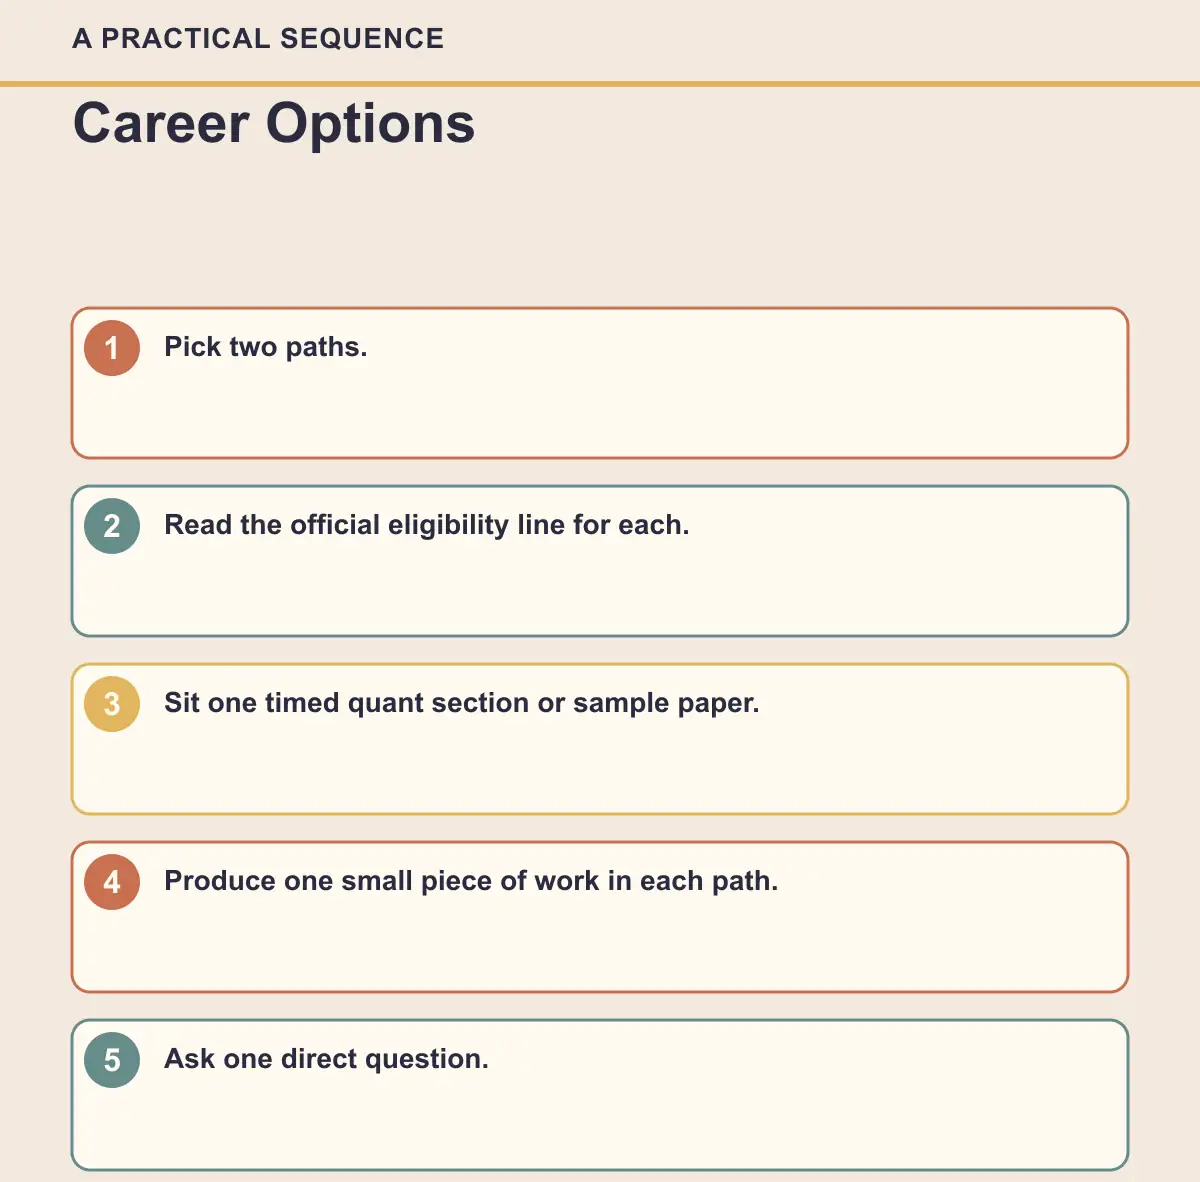 A PRACTICAL SEQUENCE
Career Options
1 Pick two paths.
2 Read the official eligibility line for each.
3 Sit one timed quant section or sample paper.
4 Produce one small piece of work in each path.
5 Ask one direct question.